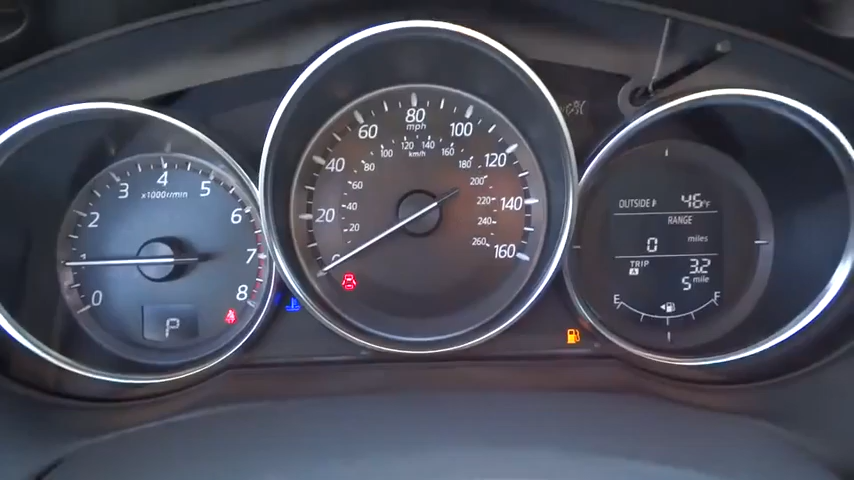 0 1 2 3 4 5 6 7 8
x1000r/min
P
0 20 40 60 80 100 120 140 160
mph
20 40 60 80 100 120 140 160 180 200 220 240 260
km/h
OUTSIDE 46°F
RANGE
0 miles
TRIP
A 3.2
5 mile
E F